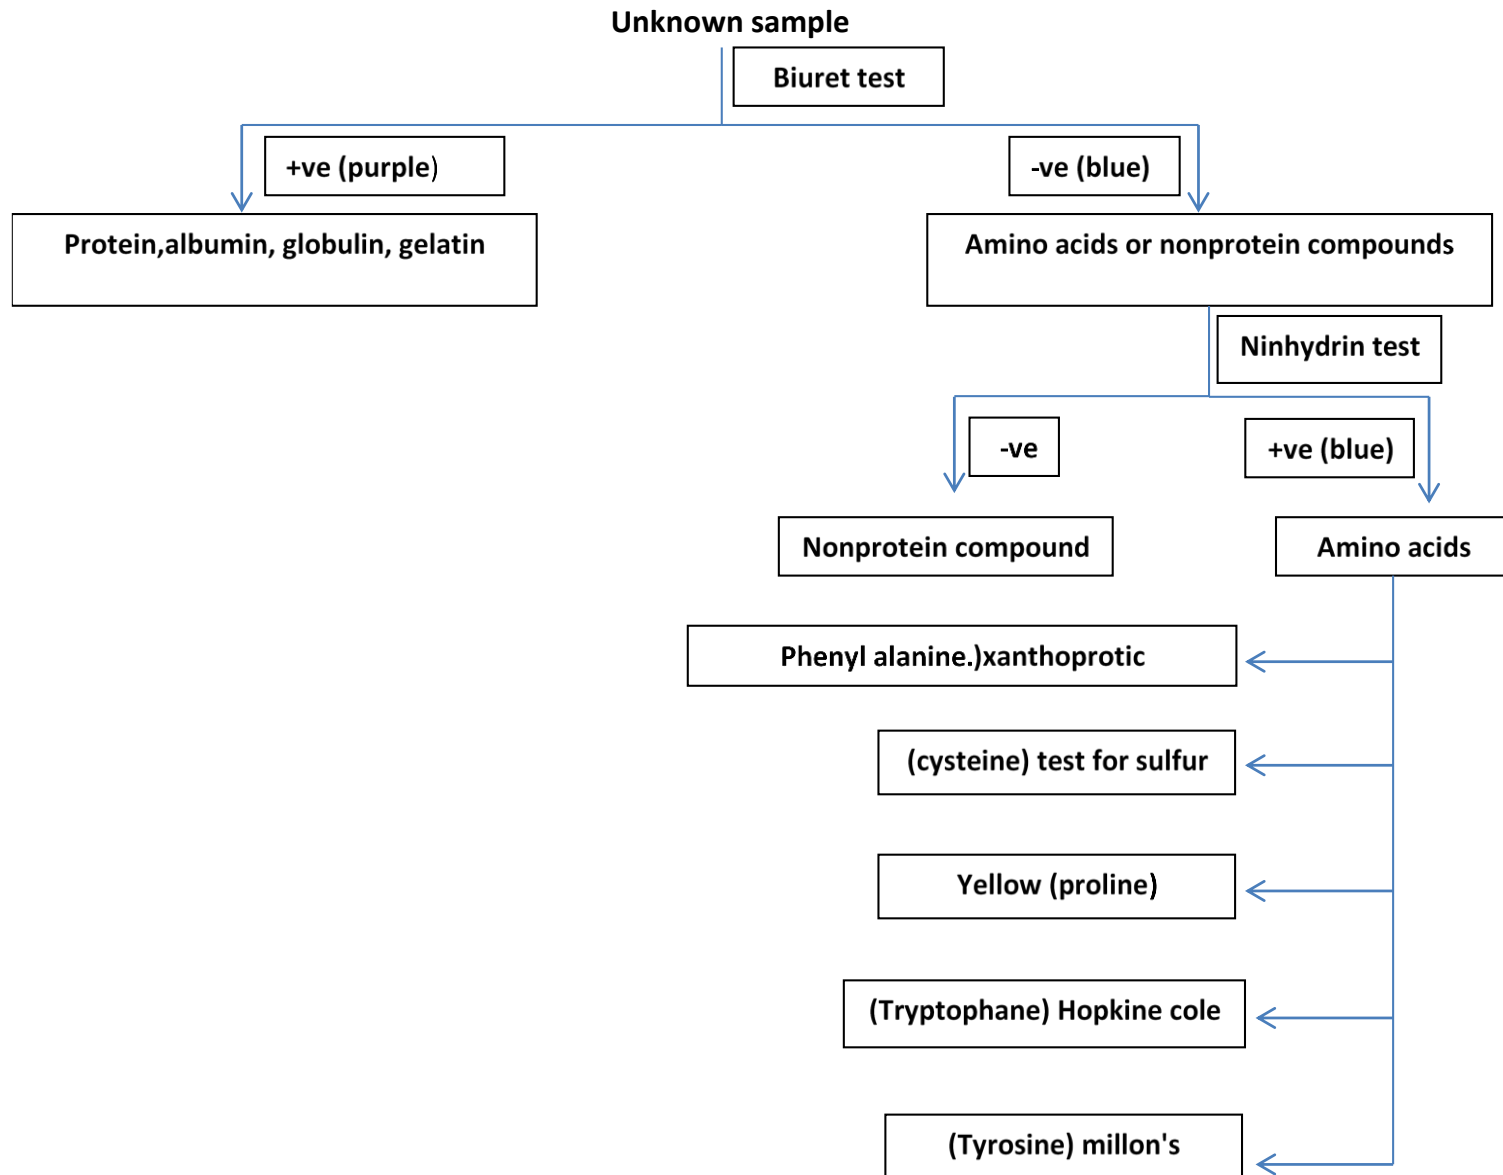 Unknown sample
Biuret test
+ve (purple)
-ve (blue)
Protein,albumin, globulin, gelatin
Amino acids or nonprotein compounds
Ninhydrin test
-ve
+ve (blue)
Nonprotein compound
Amino acids
Phenyl alanine.)xanthoprotic
(cysteine) test for sulfur
Yellow (proline)
(Tryptophane) Hopkine cole
(Tyrosine) millon's